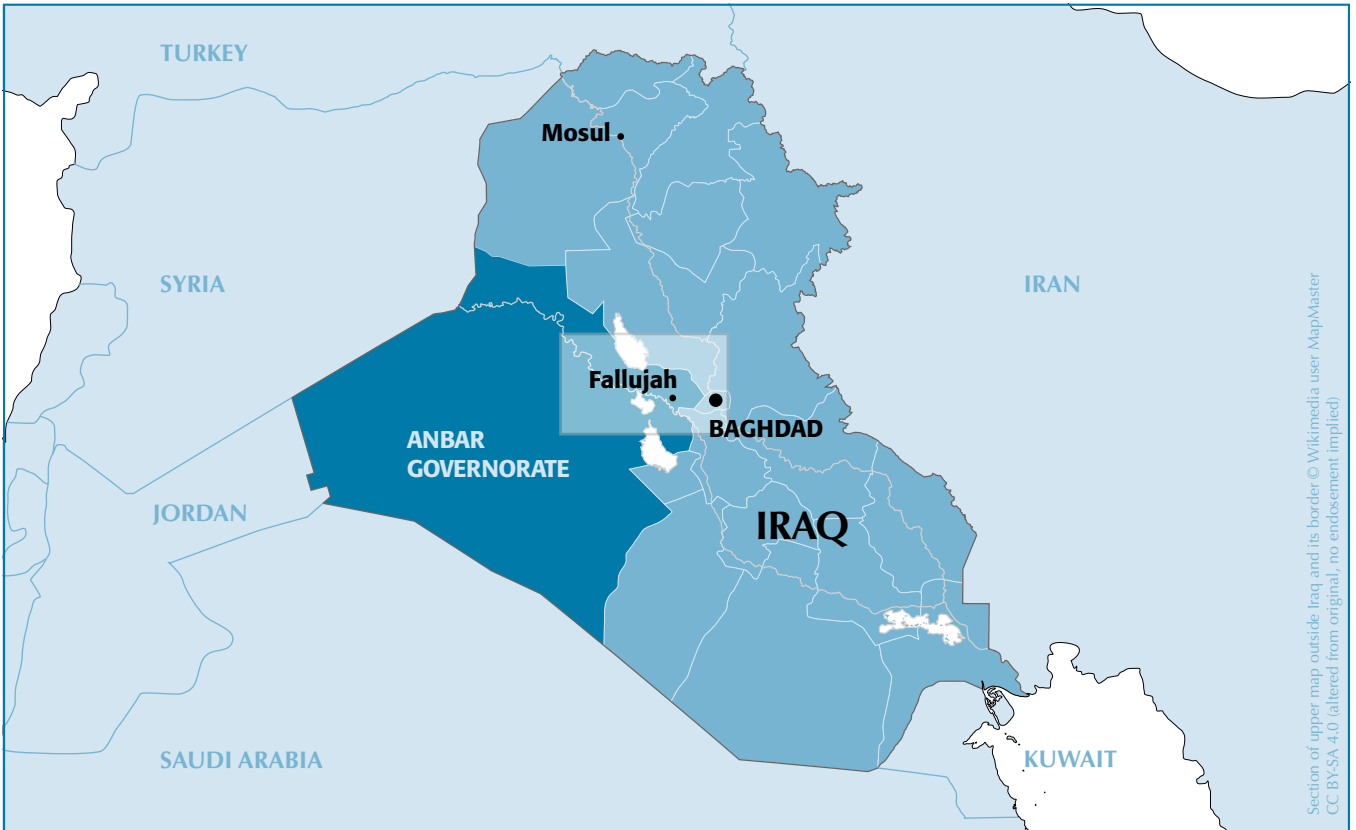 TURKEY
Mosul
SYRIA
IRAN
Fallujah
BAGHDAD
ANBAR
GOVERNORATE
JORDAN
IRAQ
SAUDI ARABIA
KUWAIT
Section of upper map outside Iraq and its border © Wikimedia user MapMaster
CC BY-SA 4.0 (altered from original, no endosement implied)